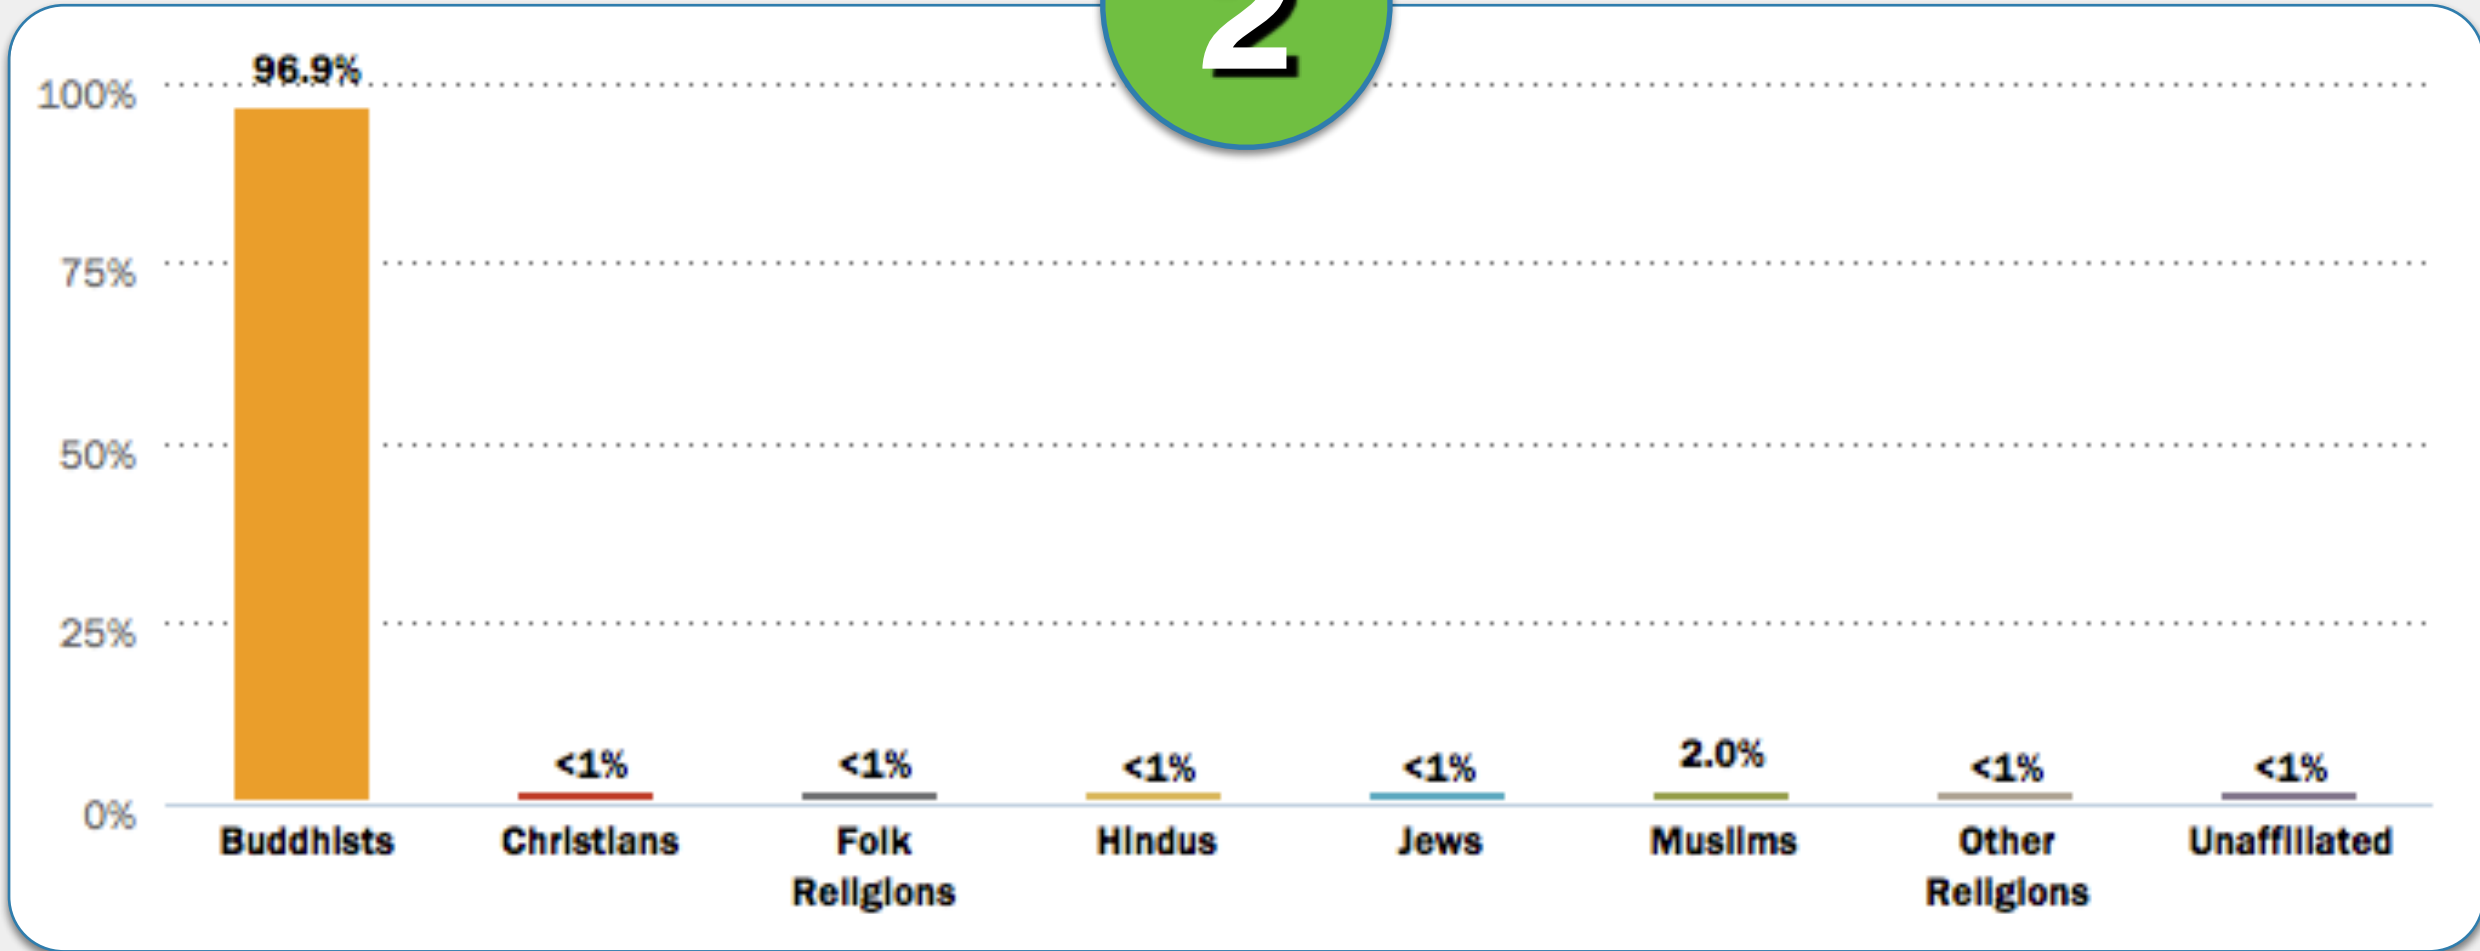 2
96.9%
100%
75%
50%
25%
<1%
<1%
<1%
<1%
2.0%
<1%
<1%
0%
Buddhists
Christians
Folk
Religions
Hindus
Jews
Muslims
Other
Religions
Unaffiliated